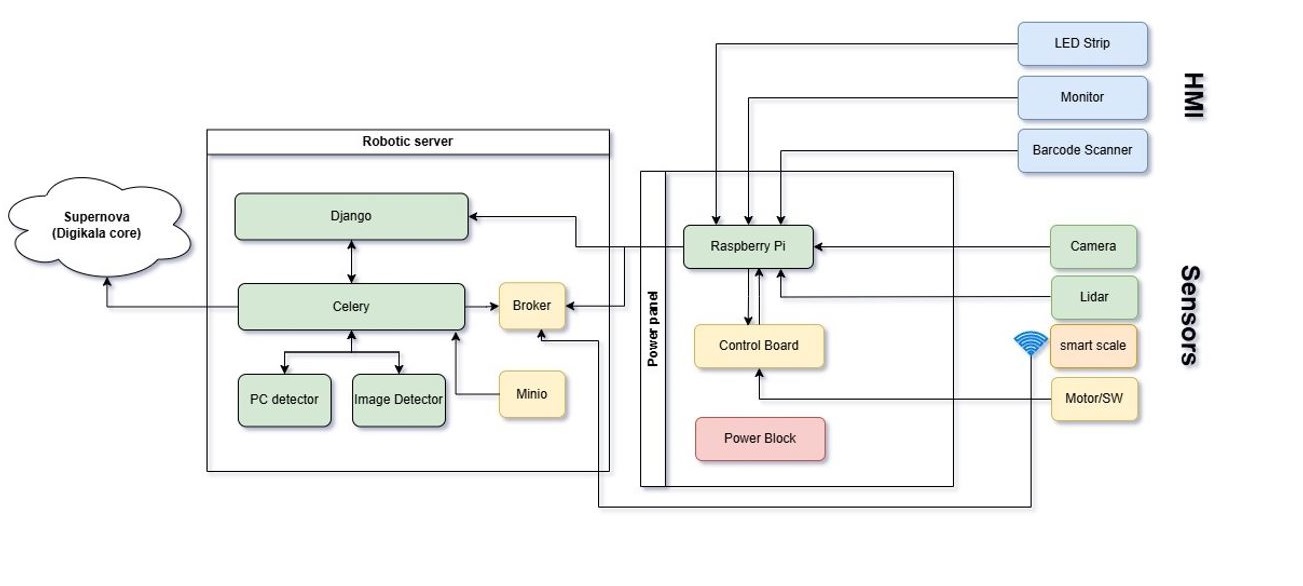 LED Strip
Monitor
Barcode Scanner
HMI
Robotic server
Supernova
(Digikala core)
Django
Celery
Broker
PC detector
Image Detector
Minio
Power panel
Raspberry Pi
Control Board
Power Block
Camera
Lidar
smart scale
Motor/SW
Sensors